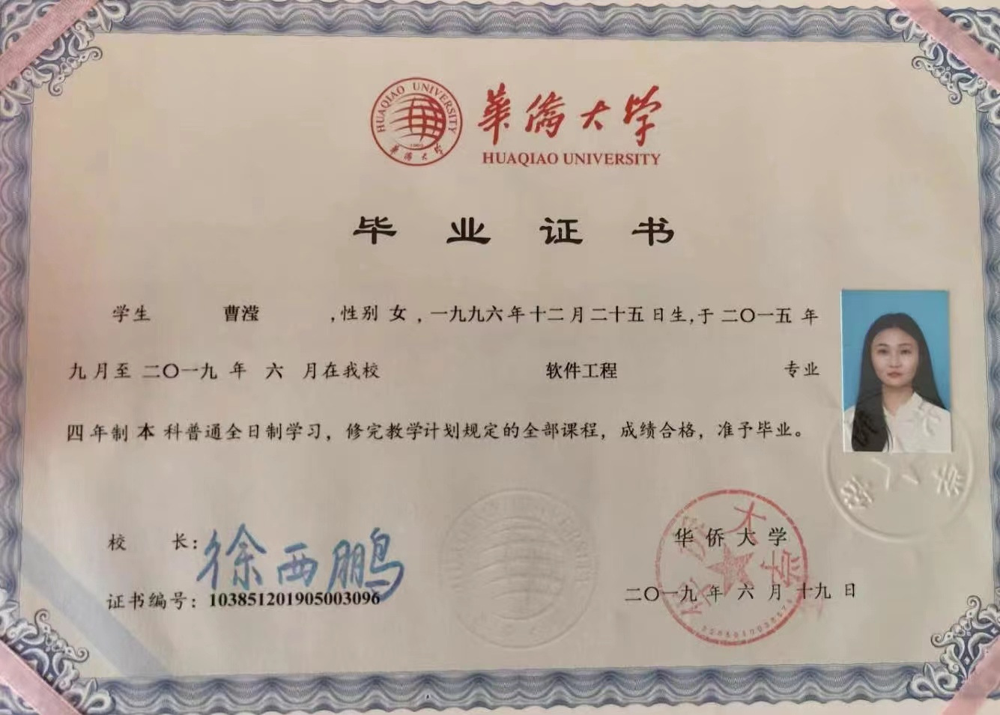 HUAQIAO UNIVERSITY
華僑大学
華僑大学
HUAQIAO UNIVERSITY
毕业证书
学生 曹滢 ,性别 女 , 一九九六年十二月二十五日生,于 二〇一五 年
九月至 二〇一九 年 六 月在我校 软件工程 专业
四年制 本 科普通全日制学习，修完教学计划规定的全部课程，成绩合格，准予毕业。
校 长: 徐西鹏
华侨大学
证书编号: 103851201905003096
二〇一九 年 六 月 十九 日